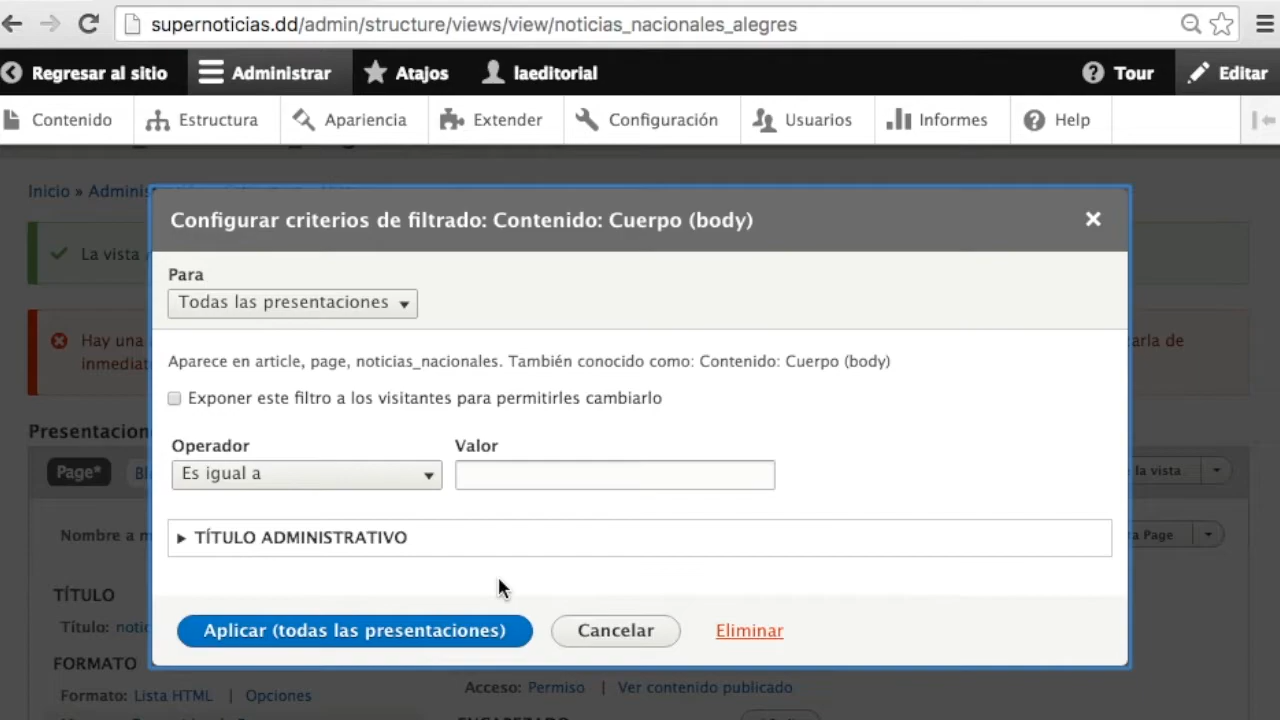 supernoticias.dd/admin/structure/views/view/noticias_nacionales_alegres
Regresar al sitio Administrar Atajos laeditorial Tour Editar
Contenido Estructura Apariencia Extender Configuración Usuarios Informes Help
Inicio » Adminis
Configurar criterios de filtrado: Contenido: Cuerpo (body)
La vista
Para
Todas las presentaciones
Hay una
tarla de
inmediat
Aparece en article, page, noticias_nacionales. También conocido como: Contenido: Cuerpo (body)
Exponer este filtro a los visitantes para permitirles cambiarlo
Presentacion
Operador Valor
Page* Bl Es igual a la vista
Nombre a m TÍTULO ADMINISTRATIVO a Page
TÍTULO
Título: notic Aplicar (todas las presentaciones) Cancelar Eliminar
FORMATO
Formato: Lista HTML | Opciones Acceso: Permiso | Ver contenido publicado